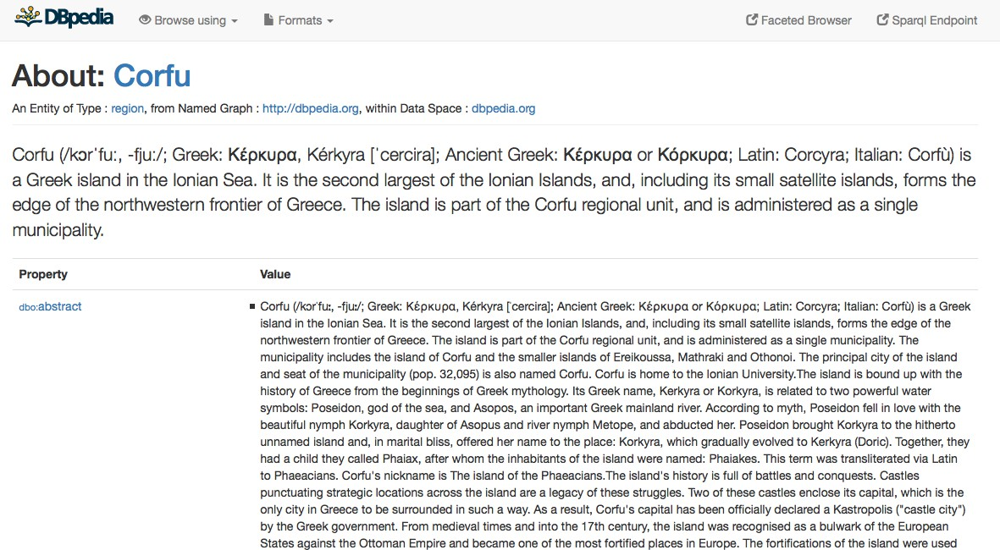 DBpedia Browse using Formats Faceted Browser Sparql Endpoint
About: Corfu
An Entity of Type : region, from Named Graph : http://dbpedia.org, within Data Space : dbpedia.org
Corfu (/kɔrˈfuː, -fjuː/; Greek: Κέρκυρα, Kérkyra [ˈcercira]; Ancient Greek: Κέρκυρα or Κόρκυρα; Latin: Corcyra; Italian: Corfù) is
a Greek island in the Ionian Sea. It is the second largest of the Ionian Islands, and, including its small satellite islands, forms the
edge of the northwestern frontier of Greece. The island is part of the Corfu regional unit, and is administered as a single
municipality.
Property Value
dbo:abstract ▪ Corfu (/kɔrˈfuː, -fjuː/; Greek: Κέρκυρα, Kérkyra [ˈcercira]; Ancient Greek: Κέρκυρα or Κόρκυρα; Latin: Corcyra; Italian: Corfù) is a Greek
island in the Ionian Sea. It is the second largest of the Ionian Islands, and, including its small satellite islands, forms the edge of the
northwestern frontier of Greece. The island is part of the Corfu regional unit, and is administered as a single municipality. The
municipality includes the island of Corfu and the smaller islands of Ereikoussa, Mathraki and Othonoi. The principal city of the island
and seat of the municipality (pop. 32,095) is also named Corfu. Corfu is home to the Ionian University.The island is bound up with the
history of Greece from the beginnings of Greek mythology. Its Greek name, Kerkyra or Korkyra, is related to two powerful water
symbols: Poseidon, god of the sea, and Asopos, an important Greek mainland river. According to myth, Poseidon fell in love with the
beautiful nymph Korkyra, daughter of Asopus and river nymph Metope, and abducted her. Poseidon brought Korkyra to the hitherto
unnamed island and, in marital bliss, offered her name to the place: Korkyra, which gradually evolved to Kerkyra (Doric). Together, they
had a child they called Phaiax, after whom the inhabitants of the island were named: Phaiakes. This term was transliterated via Latin
to Phaeacians. Corfu's nickname is The island of the Phaeacians.The island's history is full of battles and conquests. Castles
punctuating strategic locations across the island are a legacy of these struggles. Two of these castles enclose its capital, which is the
only city in Greece to be surrounded in such a way. As a result, Corfu's capital has been officially declared a Kastropolis ("castle city")
by the Greek government. From medieval times and into the 17th century, the island was recognised as a bulwark of the European
States against the Ottoman Empire and became one of the most fortified places in Europe. The fortifications of the island were used